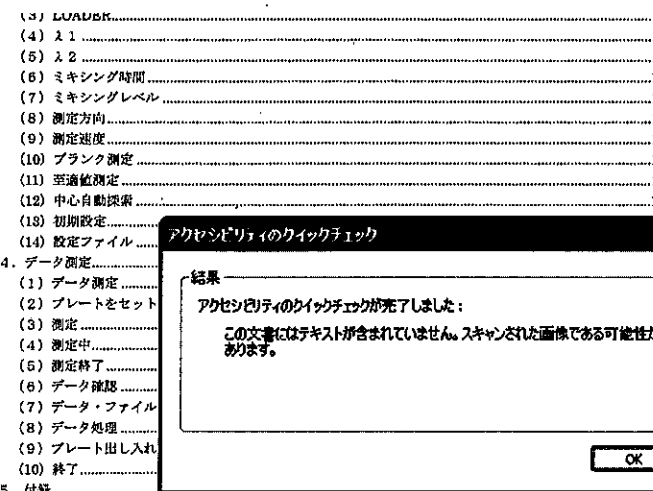 (3) LOADER
(4) λ1
(5) λ2
(6) ミキシング時間
(7) ミキシングレベル
(8) 測定方向
(9) 測定速度
(10) ブランク測定
(11) 至適値測定
(12) 中心自動探索
(13) 初期設定
(14) 設定ファイル
4. データ測定
(1) データ測定
(2) プレートをセット
(3) 測定
(4) 測定中
(5) 測定終了
(6) データ確認
(7) データ・ファイル
(8) データ処理
(9) プレート出し入れ
(10) 終了
5. 付録
アクセシビリティのクイックチェック
結果
アクセシビリティのクイックチェックが完了しました:
この文書にはテキストが含まれていません。スキャンされた画像である可能性が
あります。
OK